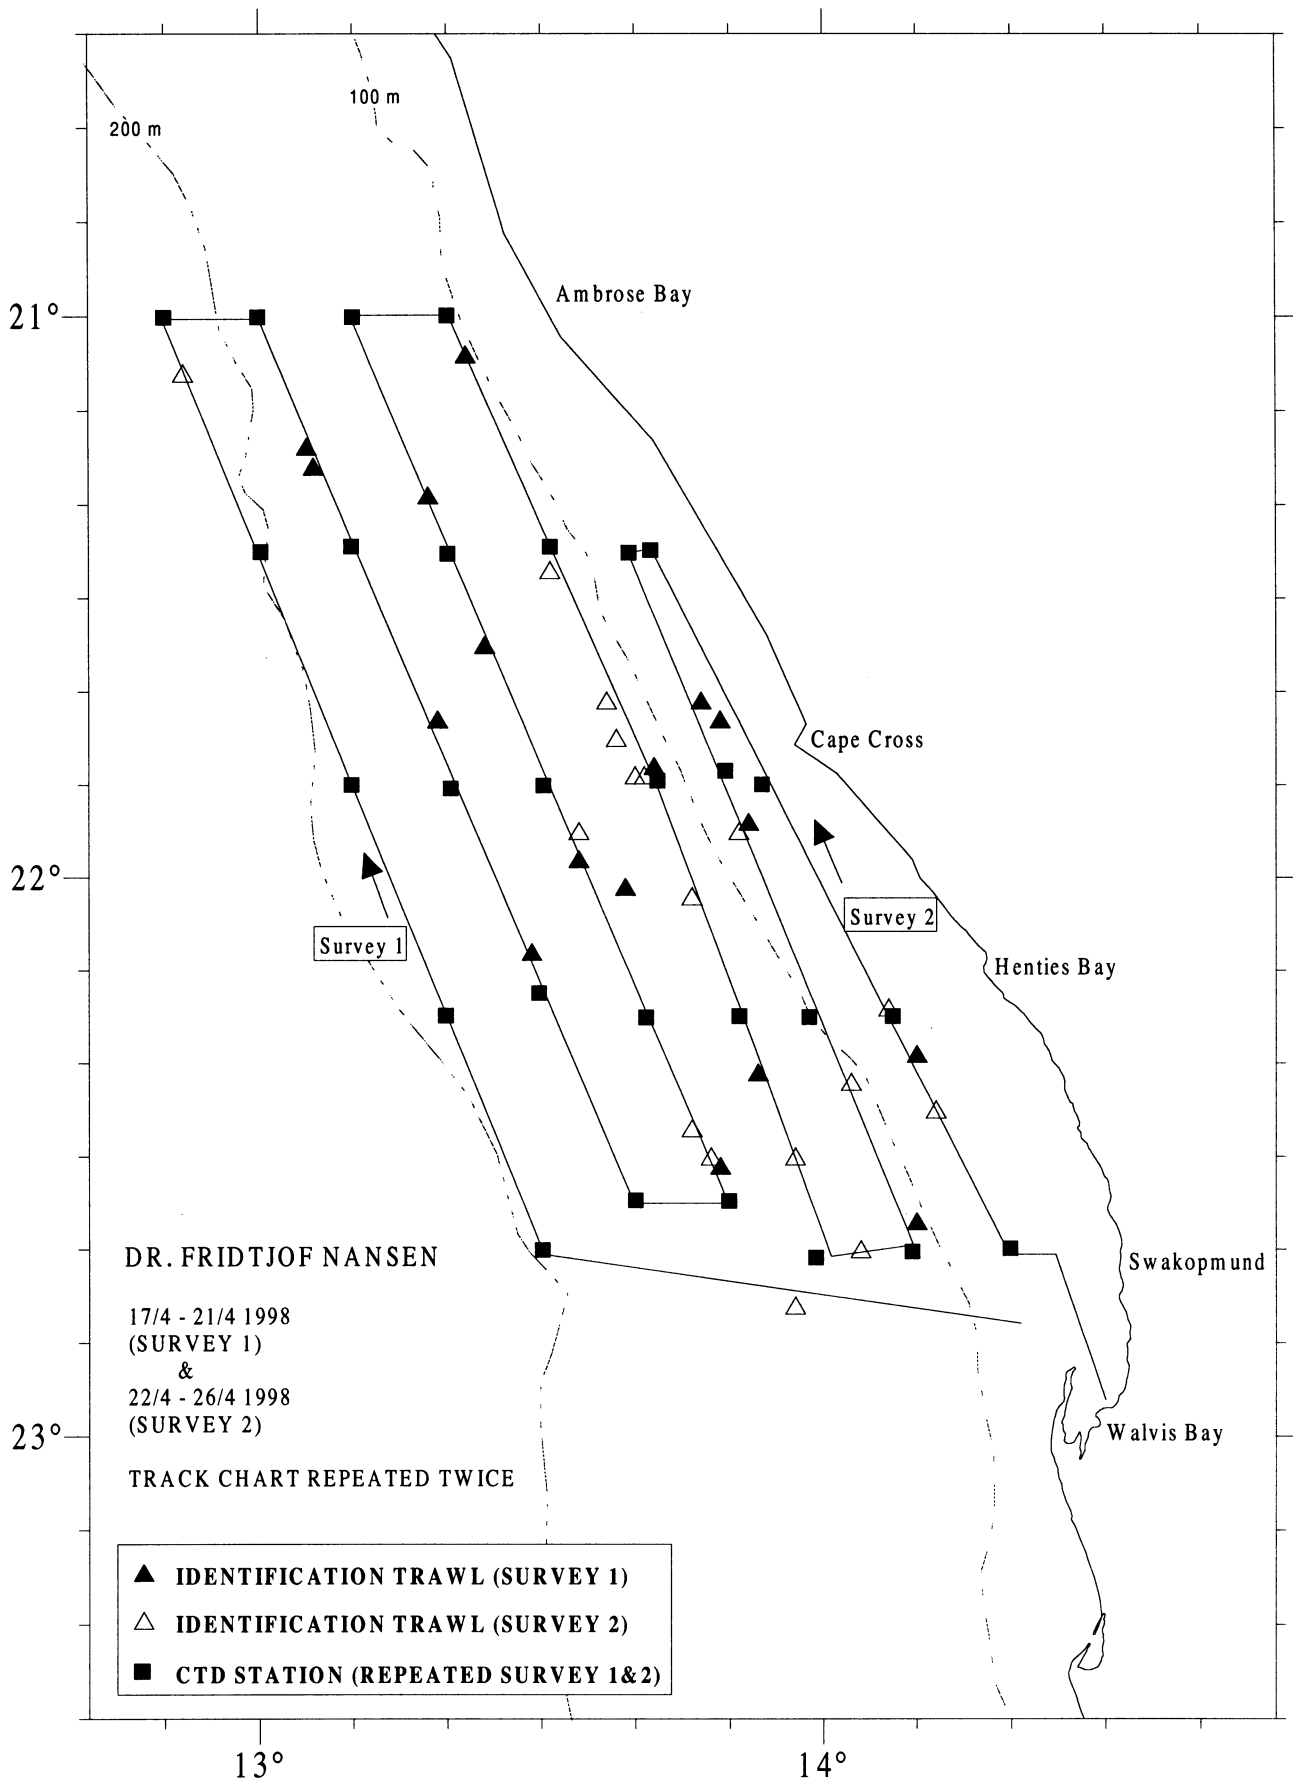 100 m
200 m
Ambrose Bay
21°
Cape Cross
22°
Survey 2
Survey 1
Henties Bay
DR. FRIDTJOF NANSEN
Swakopmund
17/4 - 21/4 1998
(SURVEY 1)
&
22/4 - 26/4 1998
(SURVEY 2)
23°
Walvis Bay
TRACK CHART REPEATED TWICE
IDENTIFICATION TRAWL (SURVEY 1)
IDENTIFICATION TRAWL (SURVEY 2)
CTD STATION (REPEATED SURVEY 1&2)
13°
14°